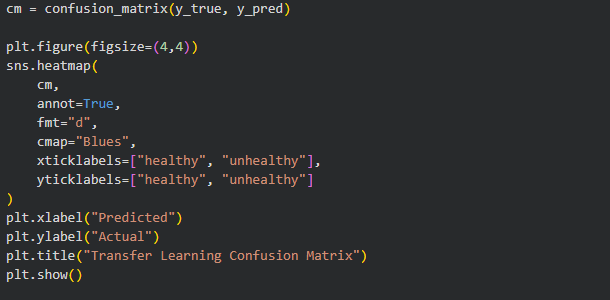 cm = confusion_matrix(y_true, y_pred)
plt.figure(figsize=(4,4))
sns.heatmap(
    cm,
    annot=True,
    fmt="d",
    cmap="Blues",
    xticklabels=["healthy", "unhealthy"],
    yticklabels=["healthy", "unhealthy"]
)
plt.xlabel("Predicted")
plt.ylabel("Actual")
plt.title("Transfer Learning Confusion Matrix")
plt.show()